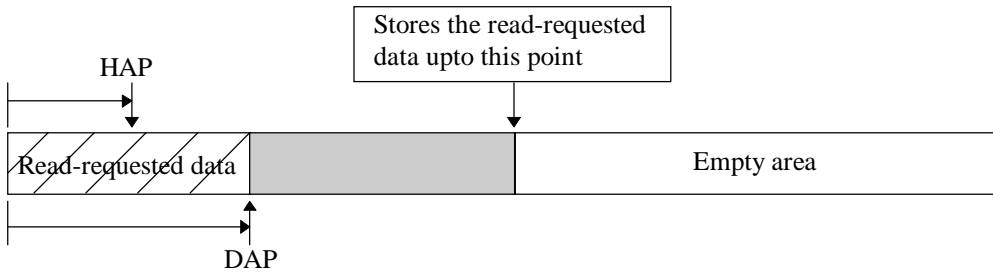 Stores the read-requested
data upto this point
HAP
Read-requested data
Empty area
DAP